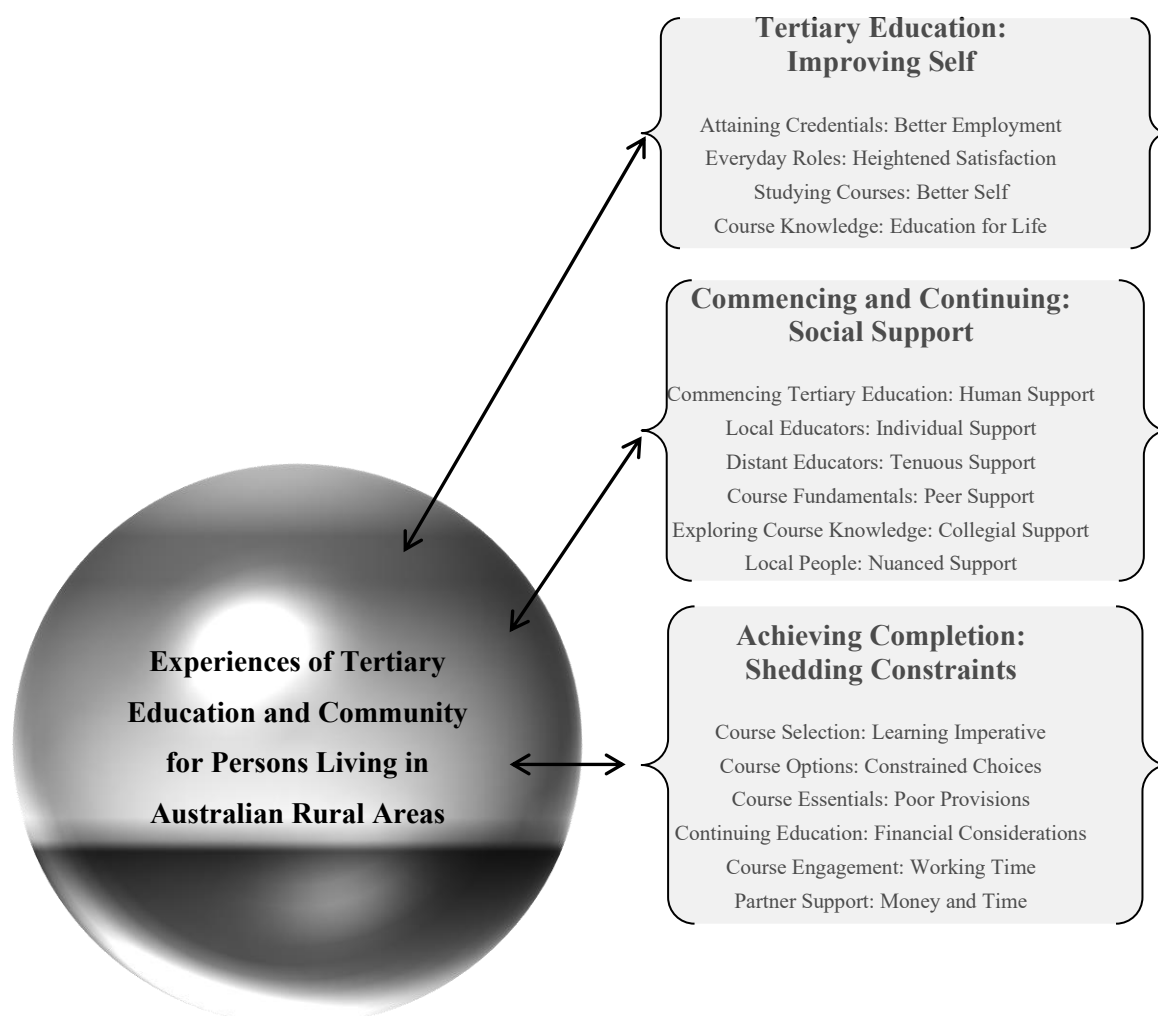 Tertiary Education:
Improving Self
Attaining Credentials: Better Employment
Everyday Roles: Heightened Satisfaction
Studying Courses: Better Self
Course Knowledge: Education for Life
Commencing and Continuing:
Social Support
Commencing Tertiary Education: Human Support
Local Educators: Individual Support
Distant Educators: Tenuous Support
Course Fundamentals: Peer Support
Exploring Course Knowledge: Collegial Support
Local People: Nuanced Support
Experiences of Tertiary
Education and Community
for Persons Living in
Australian Rural Areas
Achieving Completion:
Shedding Constraints
Course Selection: Learning Imperative
Course Options: Constrained Choices
Course Essentials: Poor Provisions
Continuing Education: Financial Considerations
Course Engagement: Working Time
Partner Support: Money and Time